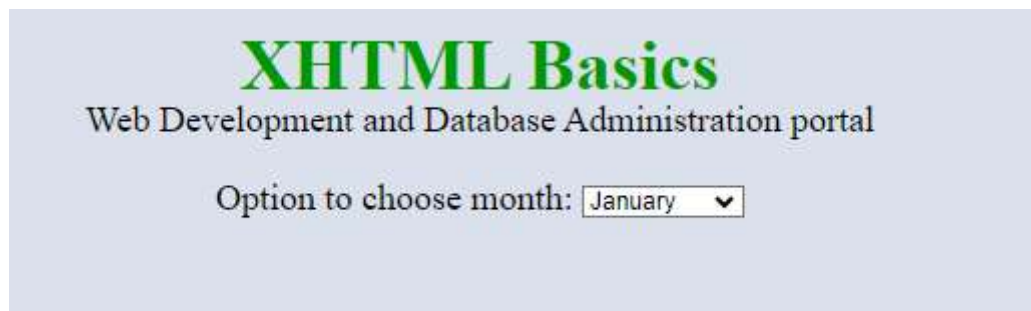 XHTML Basics
Web Development and Database Administration portal
Option to choose month: January